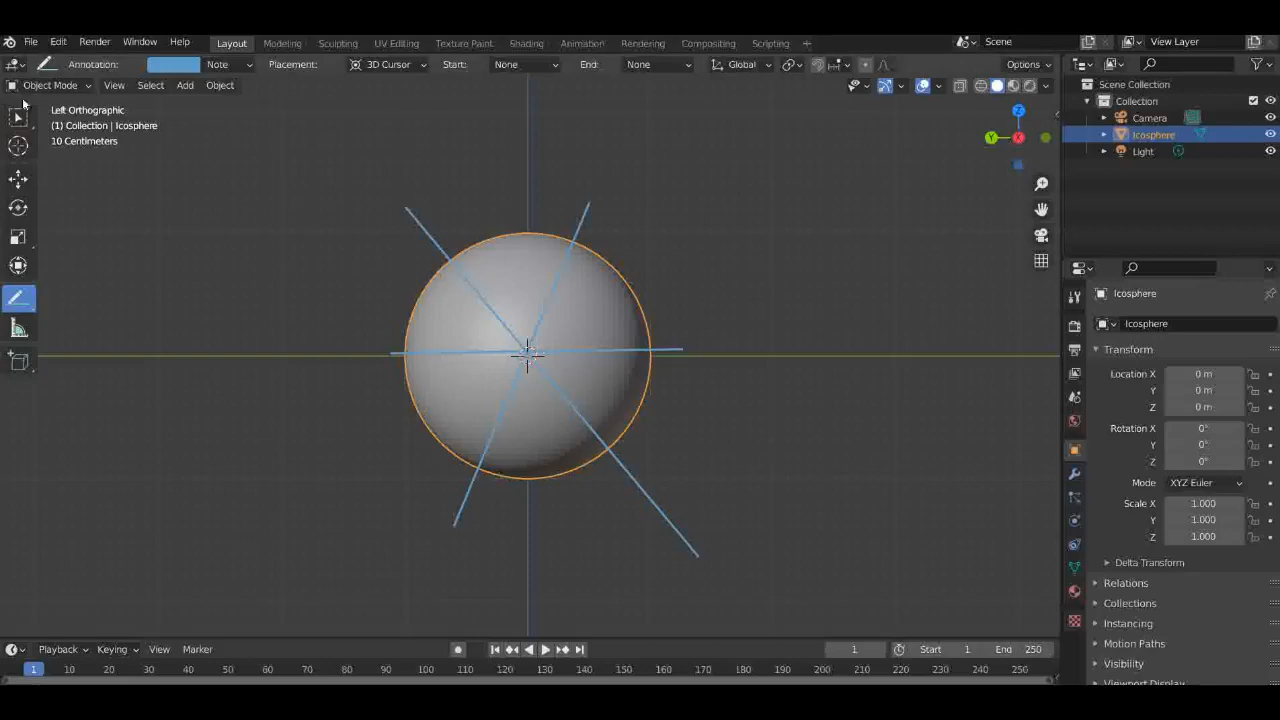 File Edit Render Window Help Layout Modeling Sculpting UV Editing Texture Paint Shading Animation Rendering Compositing Scripting + Scene View Layer
Annotation: Note Placement: 3D Cursor Start: None End: None Global Options
Object Mode View Select Add Object
Left Orthographic
(1) Collection | Icosphere
10 Centimeters
Z
Y
X
Scene Collection
Collection
Camera
Icosphere
Light
Icosphere
Icosphere
Transform
Location X 0 m
Y 0 m
Z 0 m
Rotation X 0°
Y 0°
Z 0°
Mode XYZ Euler
Scale X 1.000
Y 1.000
Z 1.000
Delta Transform
Relations
Collections
Instancing
Motion Paths
Visibility
Viewport Display
Playback Keying View Marker 1 Start 1 End 250
1 10 20 30 40 50 60 70 80 90 100 110 120 130 140 150 160 170 180 190 200 210 220 230 240 250